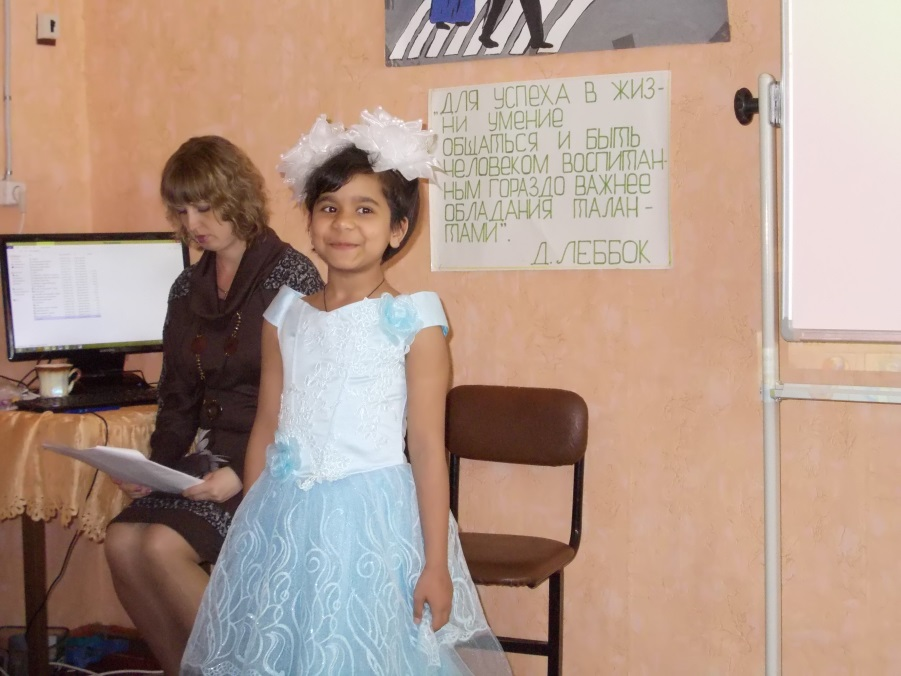 „ДЛЯ УСПЕХА В ЖИЗ-
НИ УМЕНИЕ
ОБЩАТЬСЯ И БЫТЬ
ЧЕЛОВЕКОМ ВОСПИТАН-
НЫМ ГОРАЗДО ВАЖНЕЕ
ОБЛАДАНИЯ ТАЛАН-
ТАМИ".
Д. ЛЕББОК